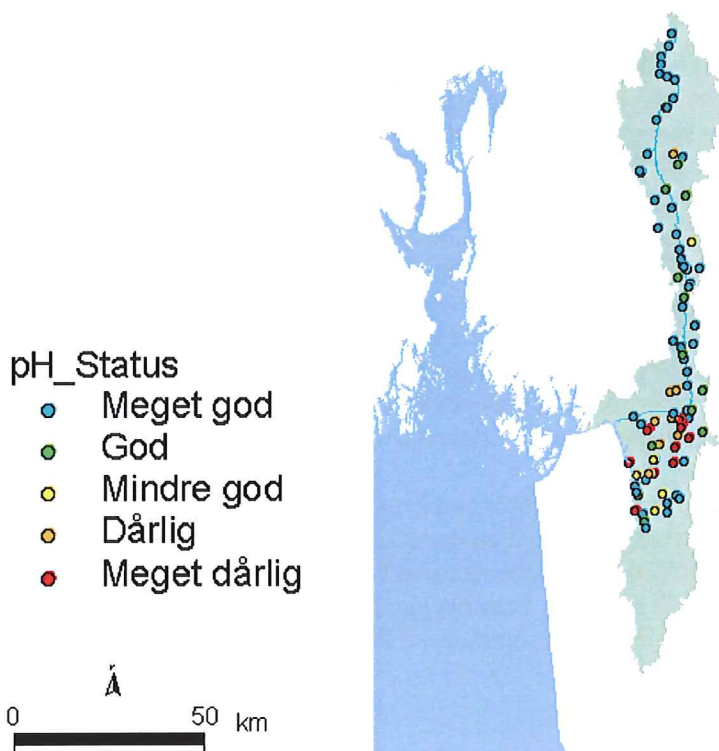 pH_Status
Meget god
God
Mindre god
Dårlig
Meget dårlig
0 50 km